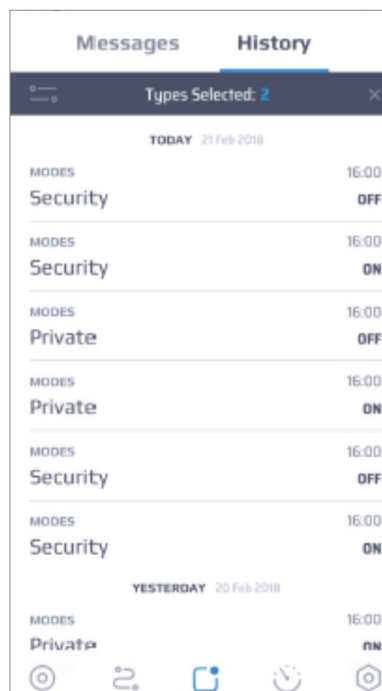 Messages History
Types Selected: 2
TODAY 21 Feb 2018
MODES 16:00
Security OFF
MODES 16:00
Security ON
MODES 16:00
Private OFF
MODES 16:00
Private ON
MODES 16:00
Security OFF
MODES 16:00
Security ON
YESTERDAY 20 Feb 2018
MODES 16:00
Private ON